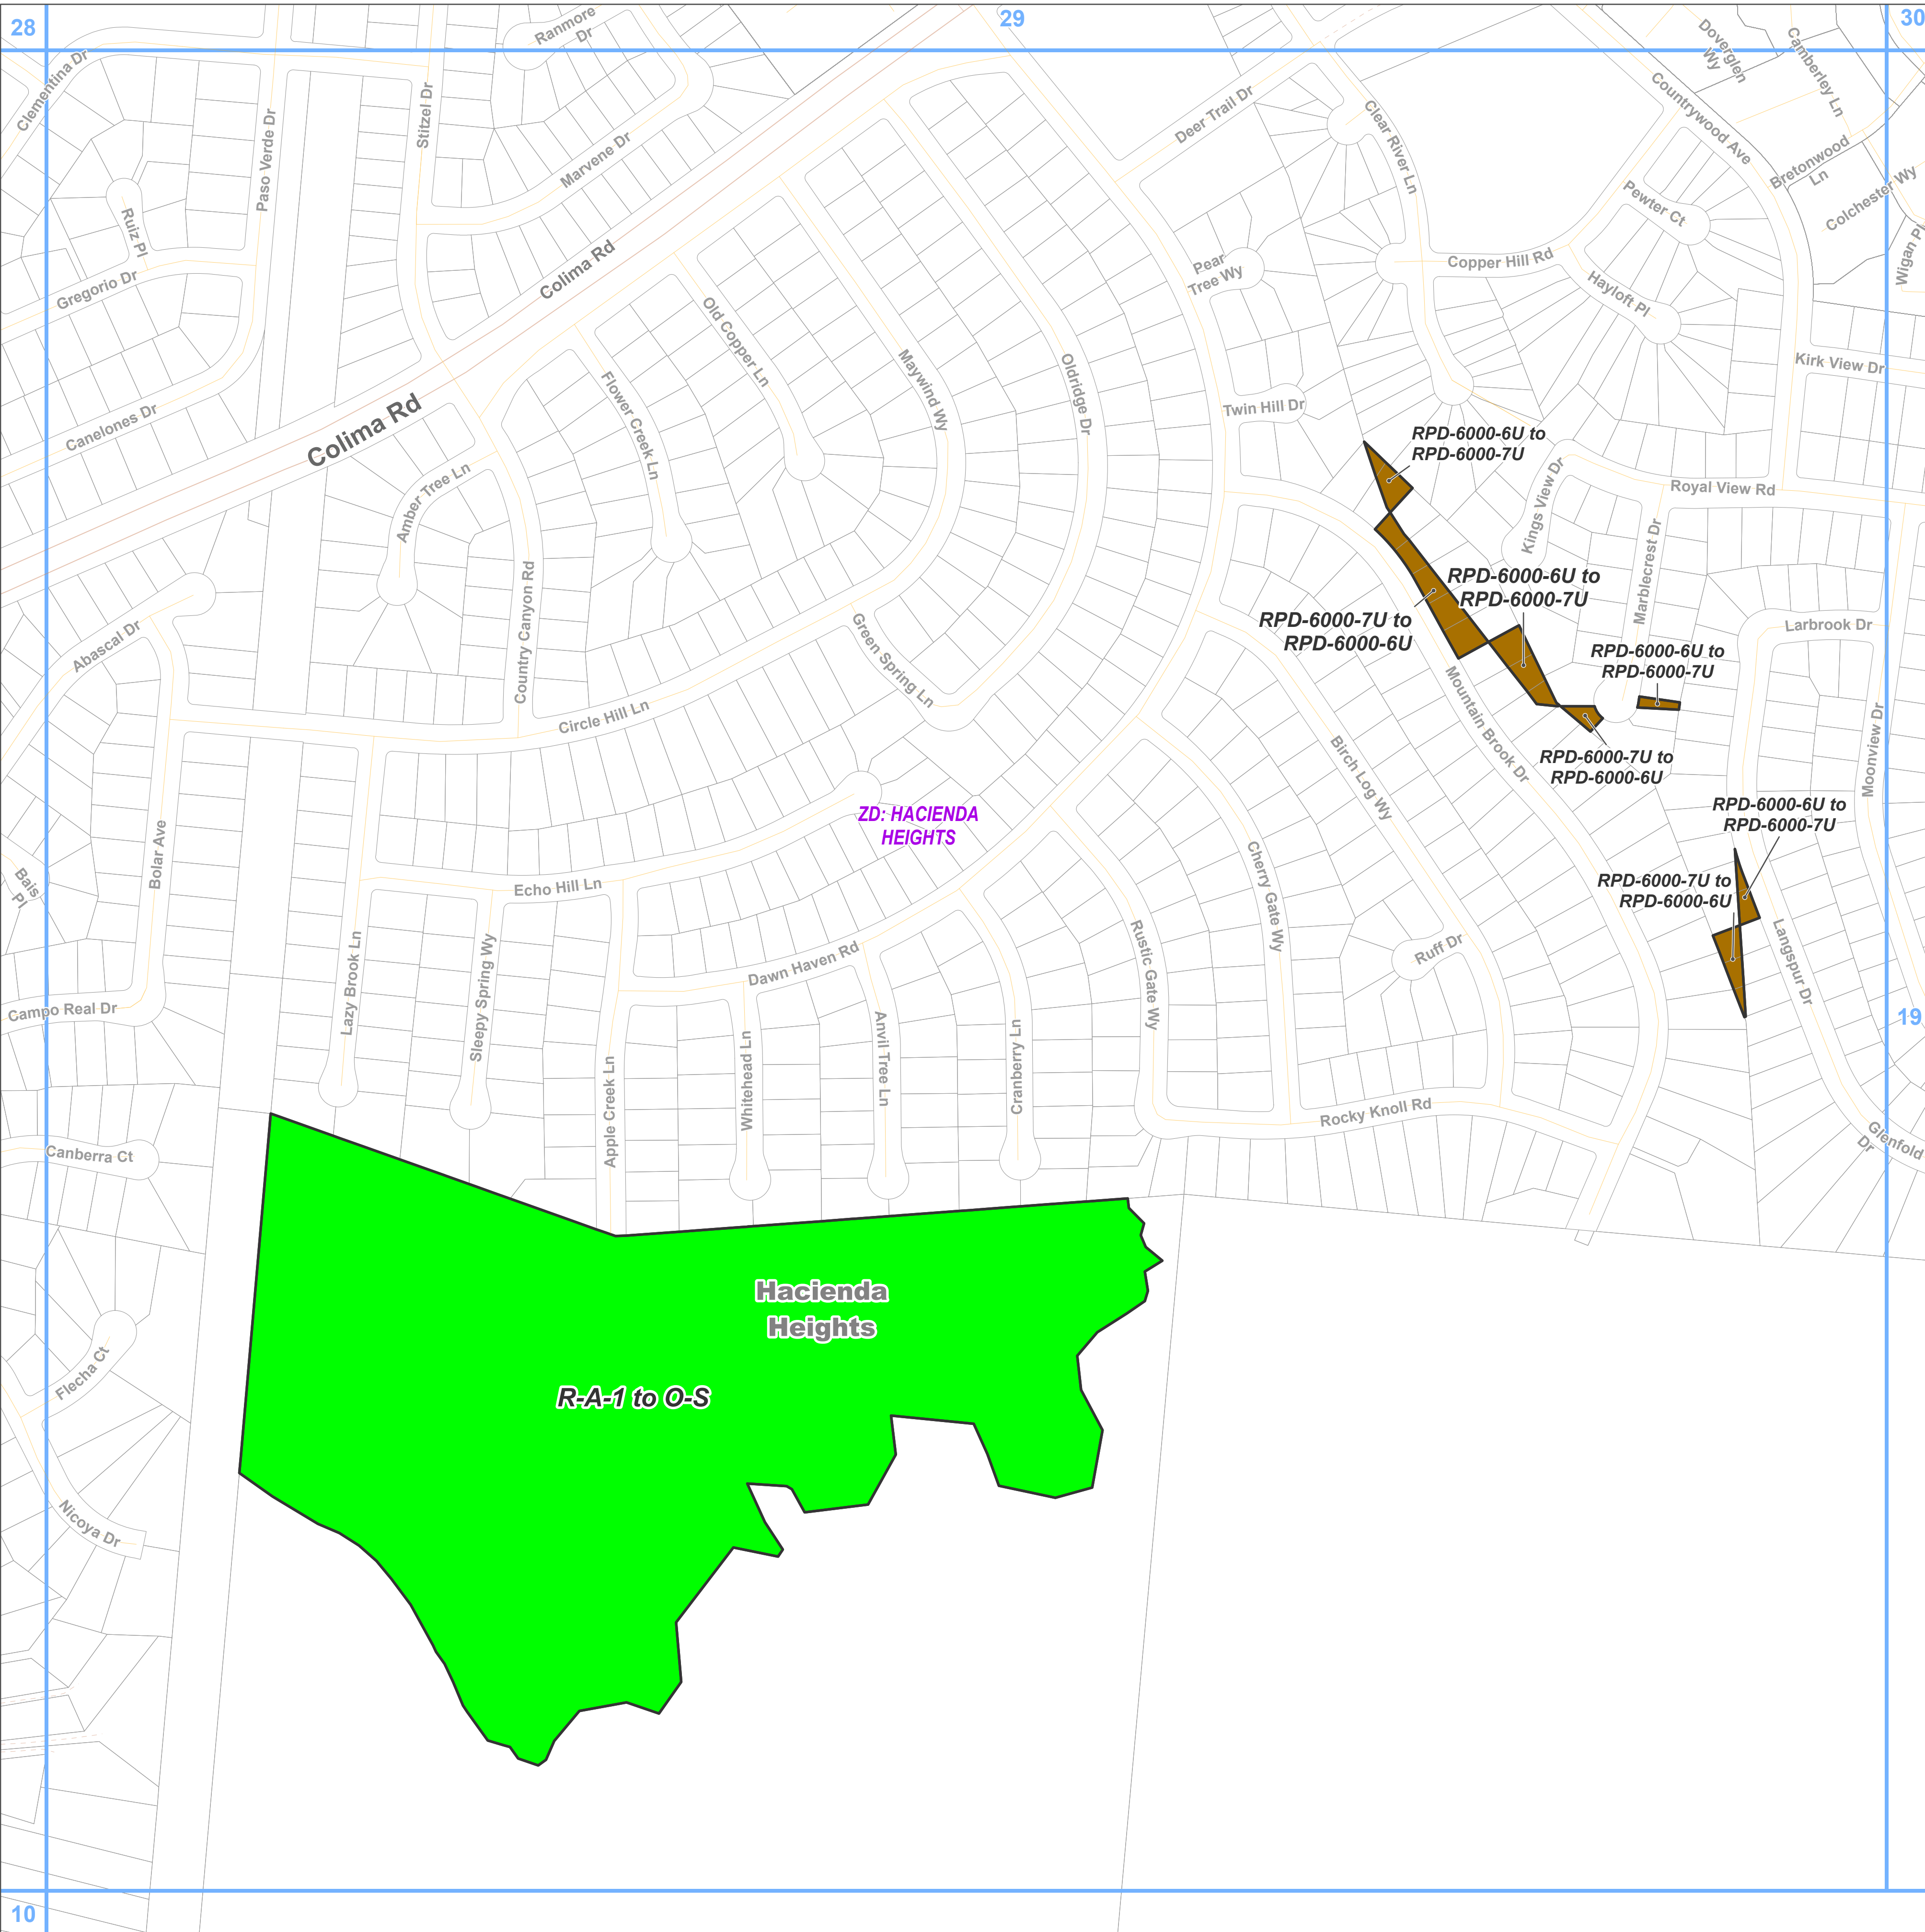 28
29
30
Ranmore
Dr
Doverglen
Wy
Camberley Ln
Clementina Dr
Stitzel Dr
Paso Verde Dr
Marvene Dr
Deer Trail Dr
Clear River Ln
Countrywood Ave
Bretonwood
Ln
Colchester Wy
Wigan Pl
Pewter Ct
Ruiz Pl
Gregorio Dr
Colima Rd
Pear
Tree Wy
Copper Hill Rd
Hayloft Pl
Old Copper Ln
Maywind Wy
Oldridge Dr
Flower Creek Ln
Kirk View Dr
Canelones Dr
Colima Rd
Twin Hill Dr
RPD-6000-6U to
RPD-6000-7U
Amber Tree Ln
Kings View Dr
Royal View Rd
Marblecrest Dr
RPD-6000-6U to
RPD-6000-7U
RPD-6000-7U to
RPD-6000-6U
Country Canyon Rd
Abascal Dr
Green Spring Ln
Larbrook Dr
RPD-6000-6U to
RPD-6000-7U
Circle Hill Ln
Mountain Brook Dr
Moonview Dr
RPD-6000-7U to
RPD-6000-6U
Birch Log Wy
ZD: HACIENDA
HEIGHTS
RPD-6000-6U to
RPD-6000-7U
Bolar Ave
Bais
Pl
Echo Hill Ln
Cherry Gate Wy
RPD-6000-7U to
RPD-6000-6U
Lazy Brook Ln
Sleepy Spring Wy
Dawn Haven Rd
Rustic Gate Wy
Ruff Dr
Langspur Dr
Campo Real Dr
19
Apple Creek Ln
Whitehead Ln
Anvil Tree Ln
Cranberry Ln
Rocky Knoll Rd
Glenfold
Dr
Canberra Ct
Hacienda
Heights
Flecha Ct
R-A-1 to O-S
Nicoya Dr
10